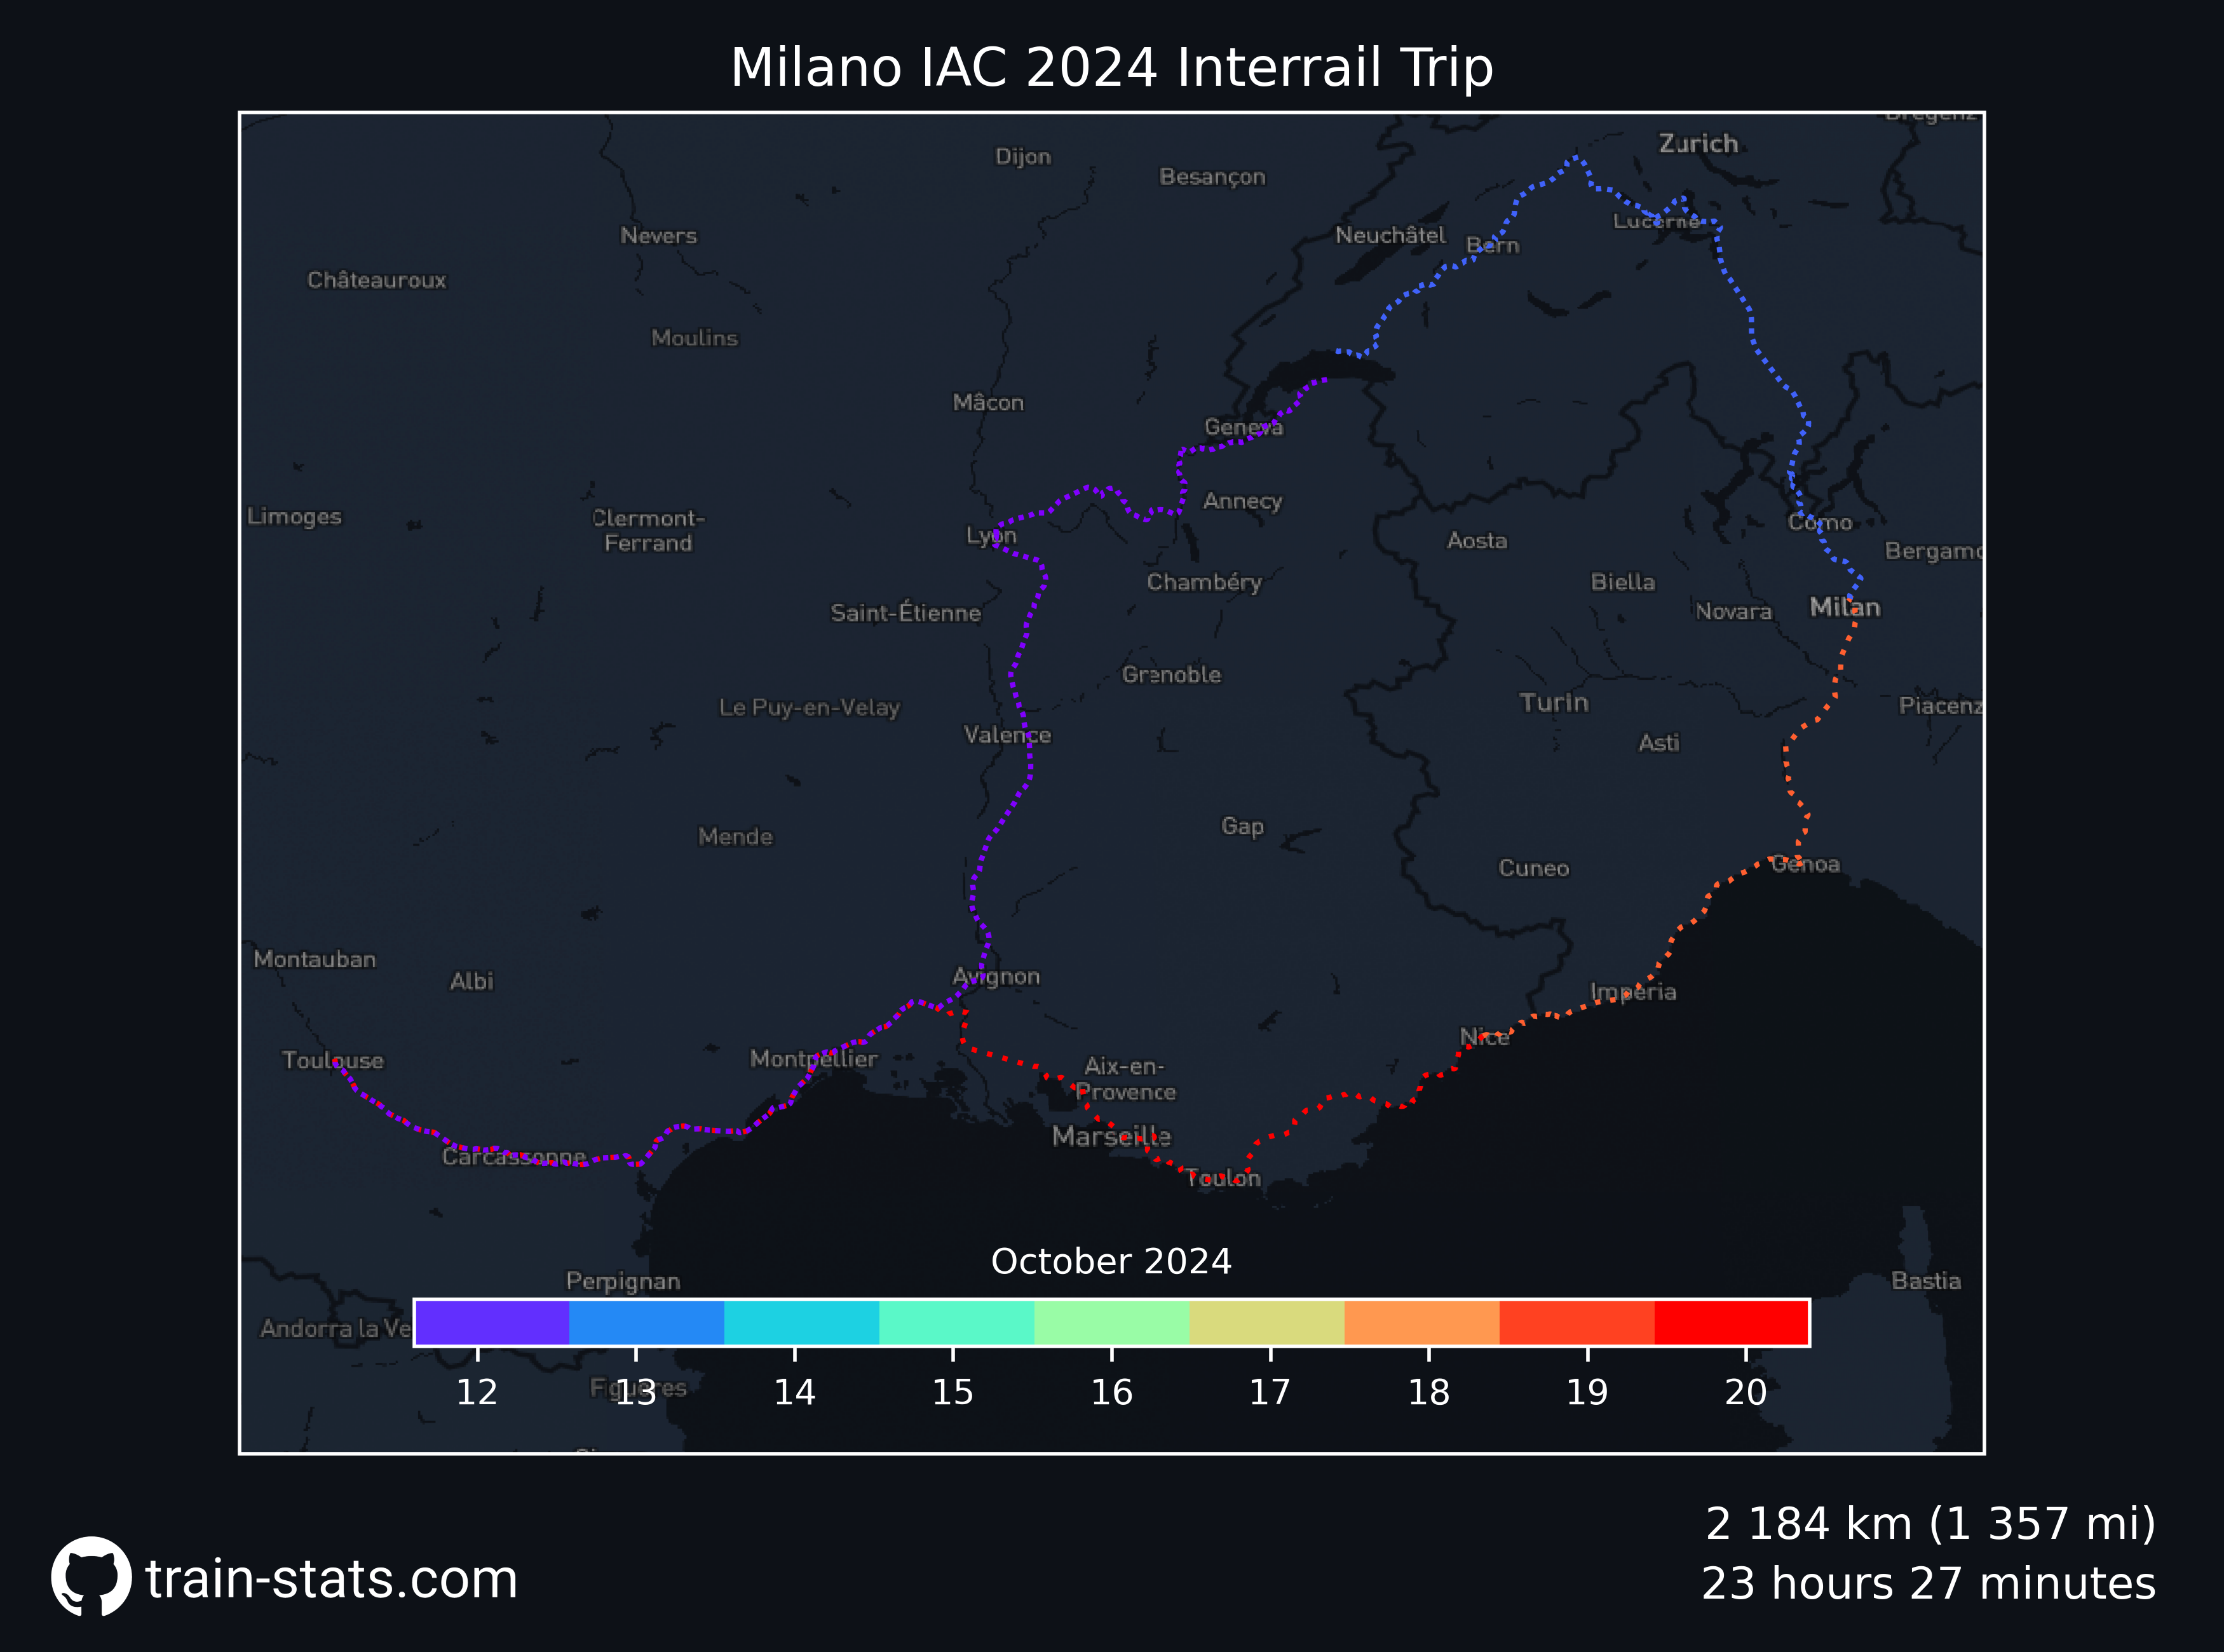 Milano IAC 2024 Interrail Trip
Bregenz
Zurich
Dijon
Besançon
Lucerne
Nevers
Neuchâtel
Bern
Châteauroux
Moulins
Mâcon
Geneva
Annecy
Limoges
Clermont-
Ferrand
Lyon
Aosta
Como
Bergamo
Chambéry
Biella
Saint-Étienne
Novara
Milan
Grenoble
Le Puy-en-Velay
Turin
Piacenz
Valence
Asti
Mende
Gap
Cuneo
Genoa
Montauban
Albi
Avignon
Imperia
Nice
Toulouse
Montpellier
Aix-en-
Provence
Marseille
Carcassonne
Toulon
October 2024
Perpignan
Bastia
Andorra la Ve
Figueres
12 13 14 15 16 17 18 19 20
2 184 km (1 357 mi)
train-stats.com
23 hours 27 minutes